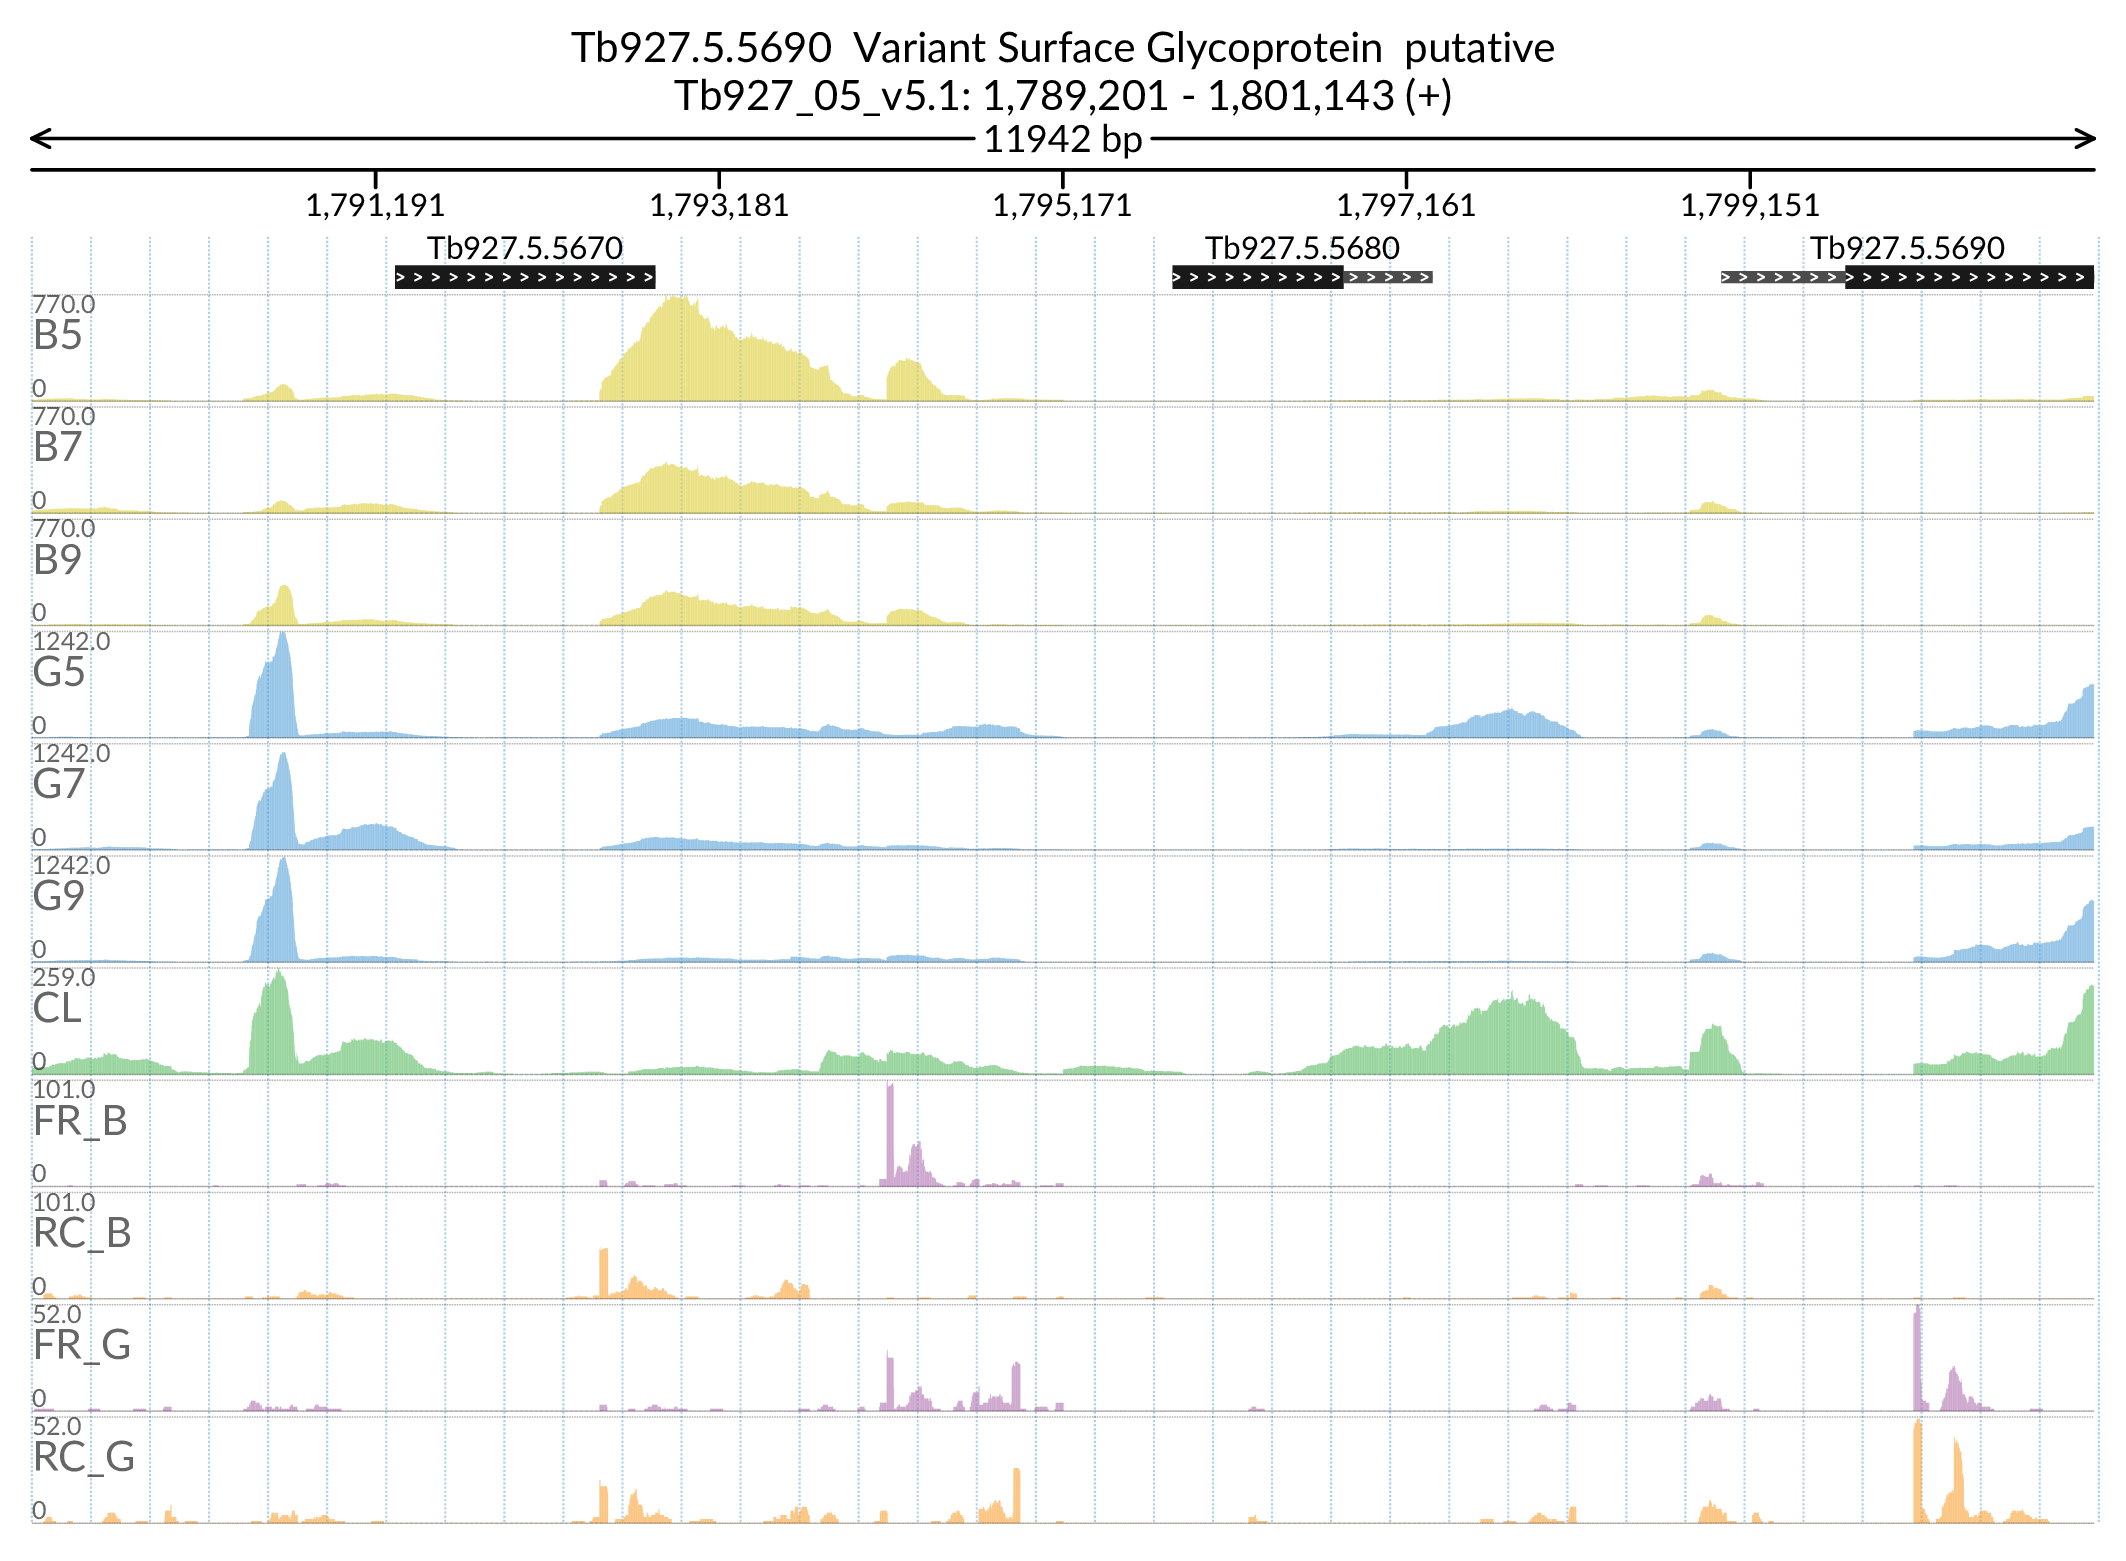 Tb927.5.5690 Variant Surface Glycoprotein putative
Tb927_05_v5.1: 1,789,201 - 1,801,143 (+)
11942 bp
1,791,191 1,793,181 1,795,171 1,797,161 1,799,151
Tb927.5.5670 Tb927.5.5680 Tb927.5.5690
770.0
B5
0
770.0
B7
0
770.0
B9
0
1242.0
G5
0
1242.0
G7
0
1242.0
G9
0
259.0
CL
0
101.0
FR_B
0
101.0
RC_B
0
52.0
FR_G
0
52.0
RC_G
0